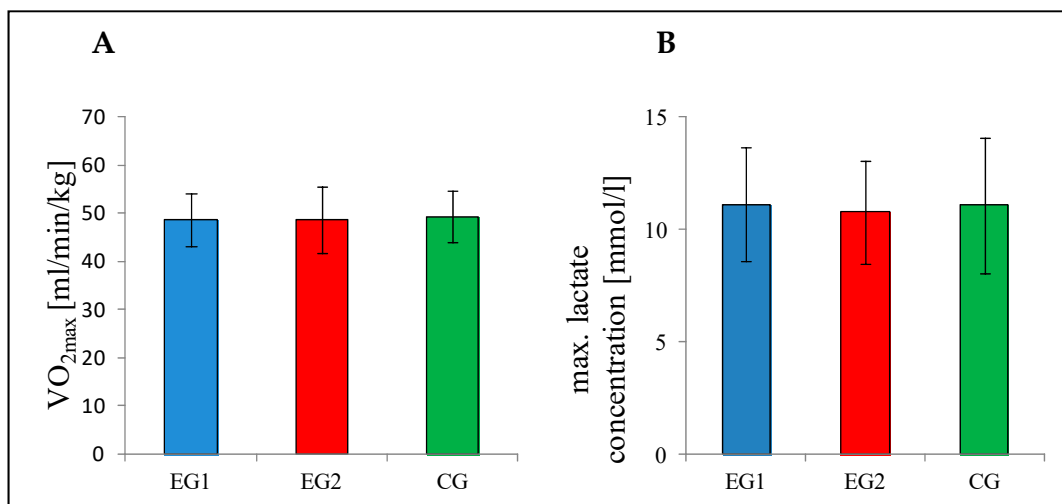 A
VO2max [ml/min/kg]
70
60
50
40
30
20
10
0
EG1 EG2 CG
B
max. lactate
concentration [mmol/l]
15
10
5
0
EG1 EG2 CG